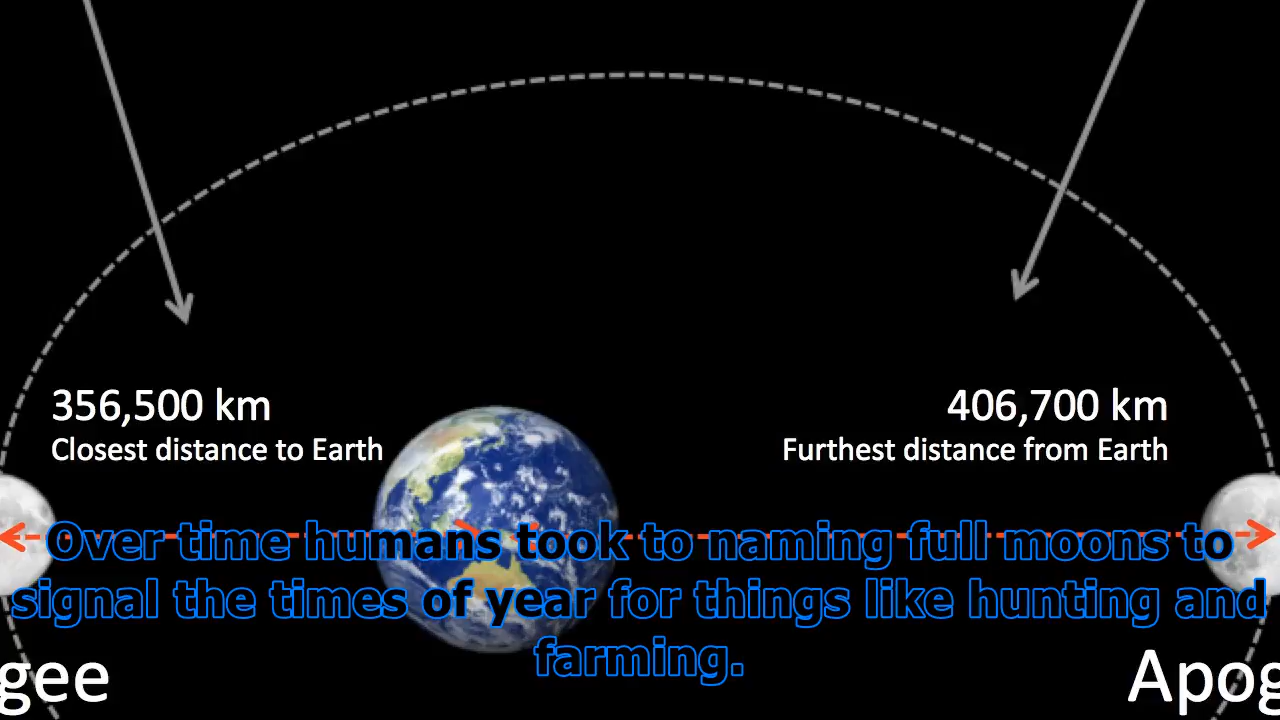 356,500 km
Closest distance to Earth
406,700 km
Furthest distance from Earth
Over time humans took to naming full moons to
signal the times of year for things like hunting and
farming.
gee
Apog